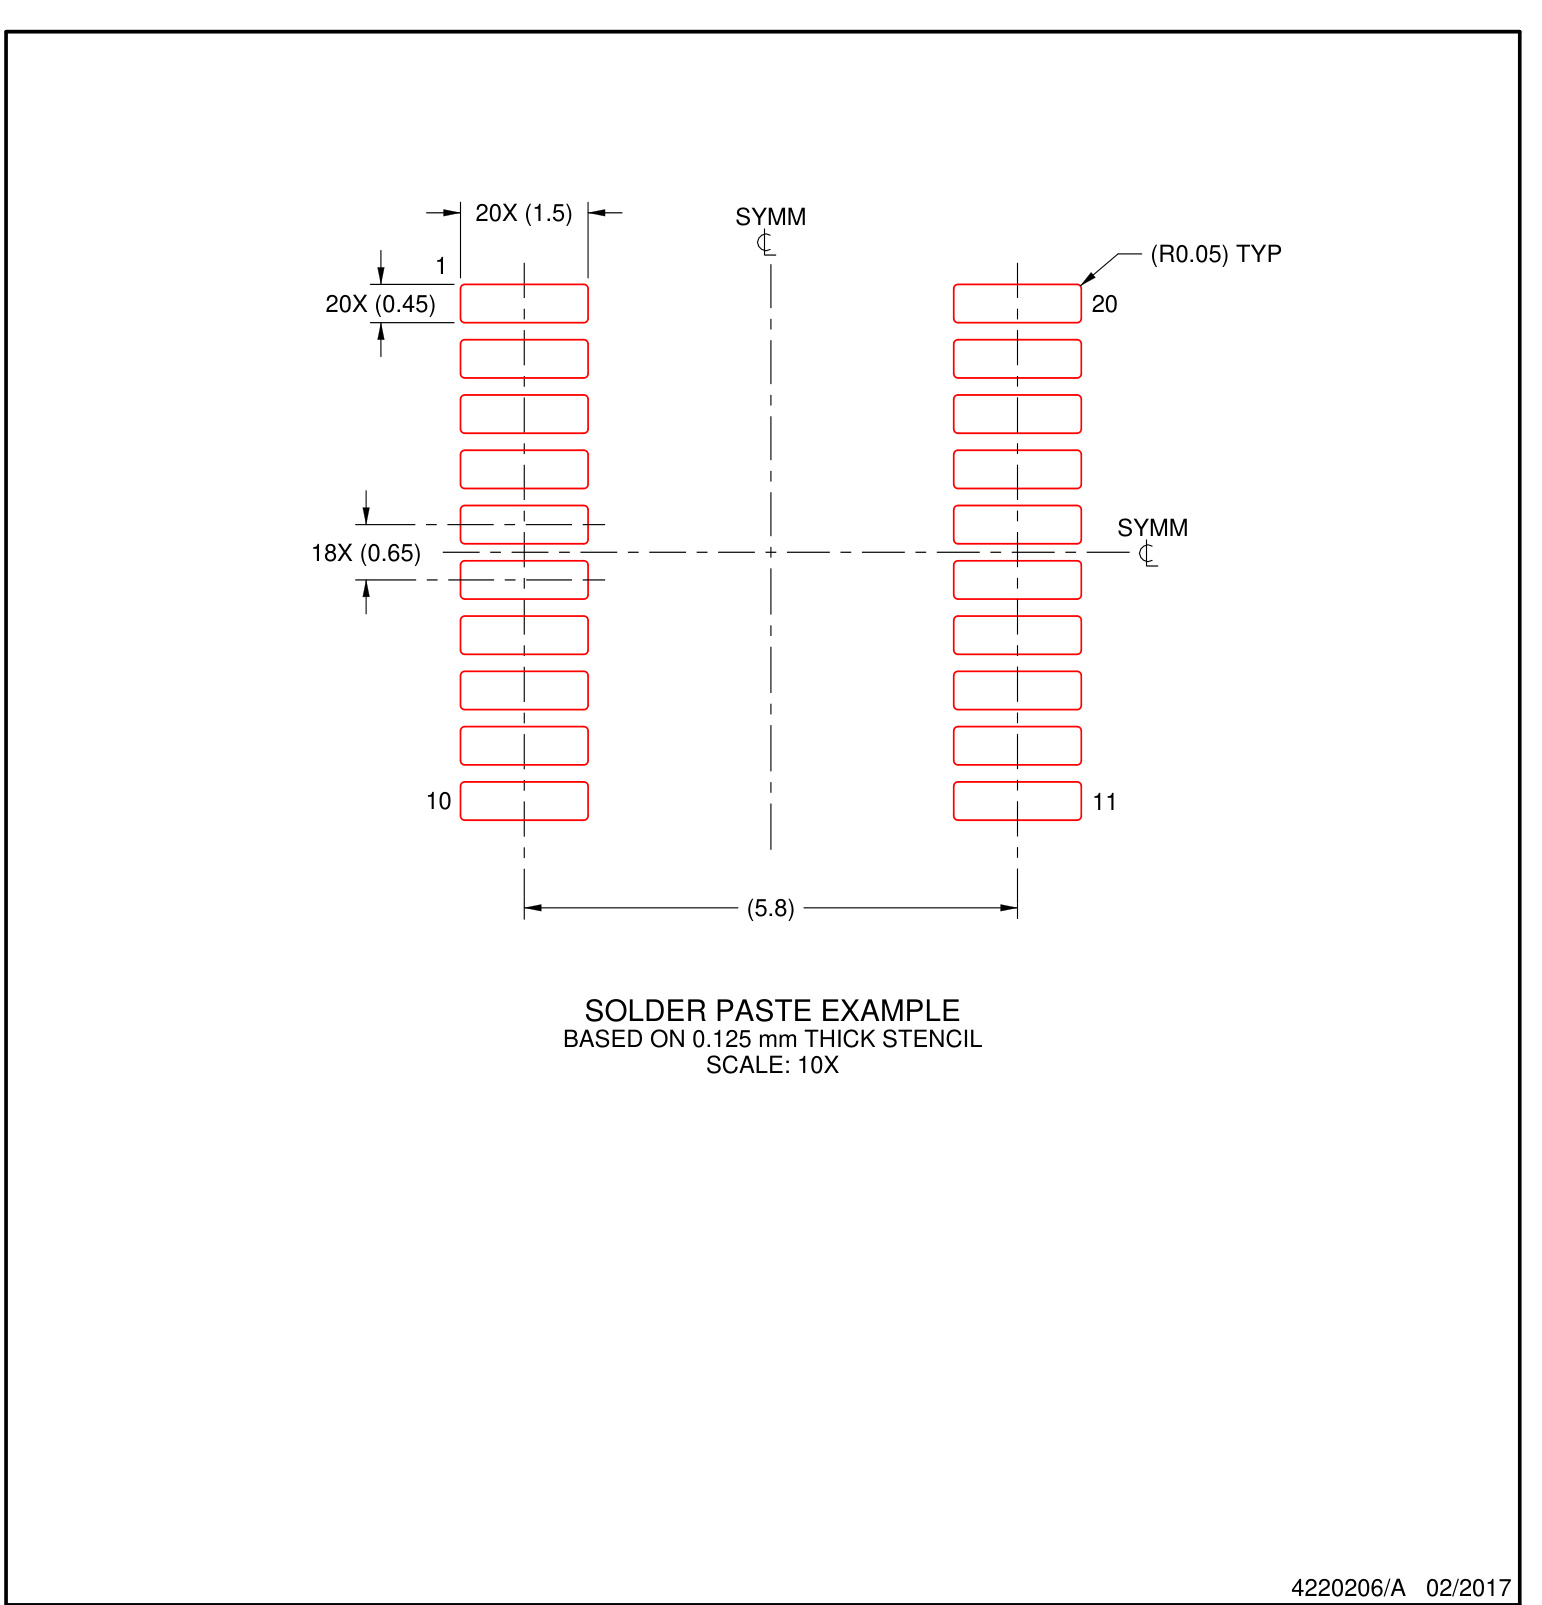 20X (1.5)
SYMM
(R0.05) TYP
1
20X (0.45)
20
18X (0.65)
SYMM
10
11
(5.8)
SOLDER PASTE EXAMPLE
BASED ON 0.125 mm THICK STENCIL
SCALE: 10X
4220206/A 02/2017